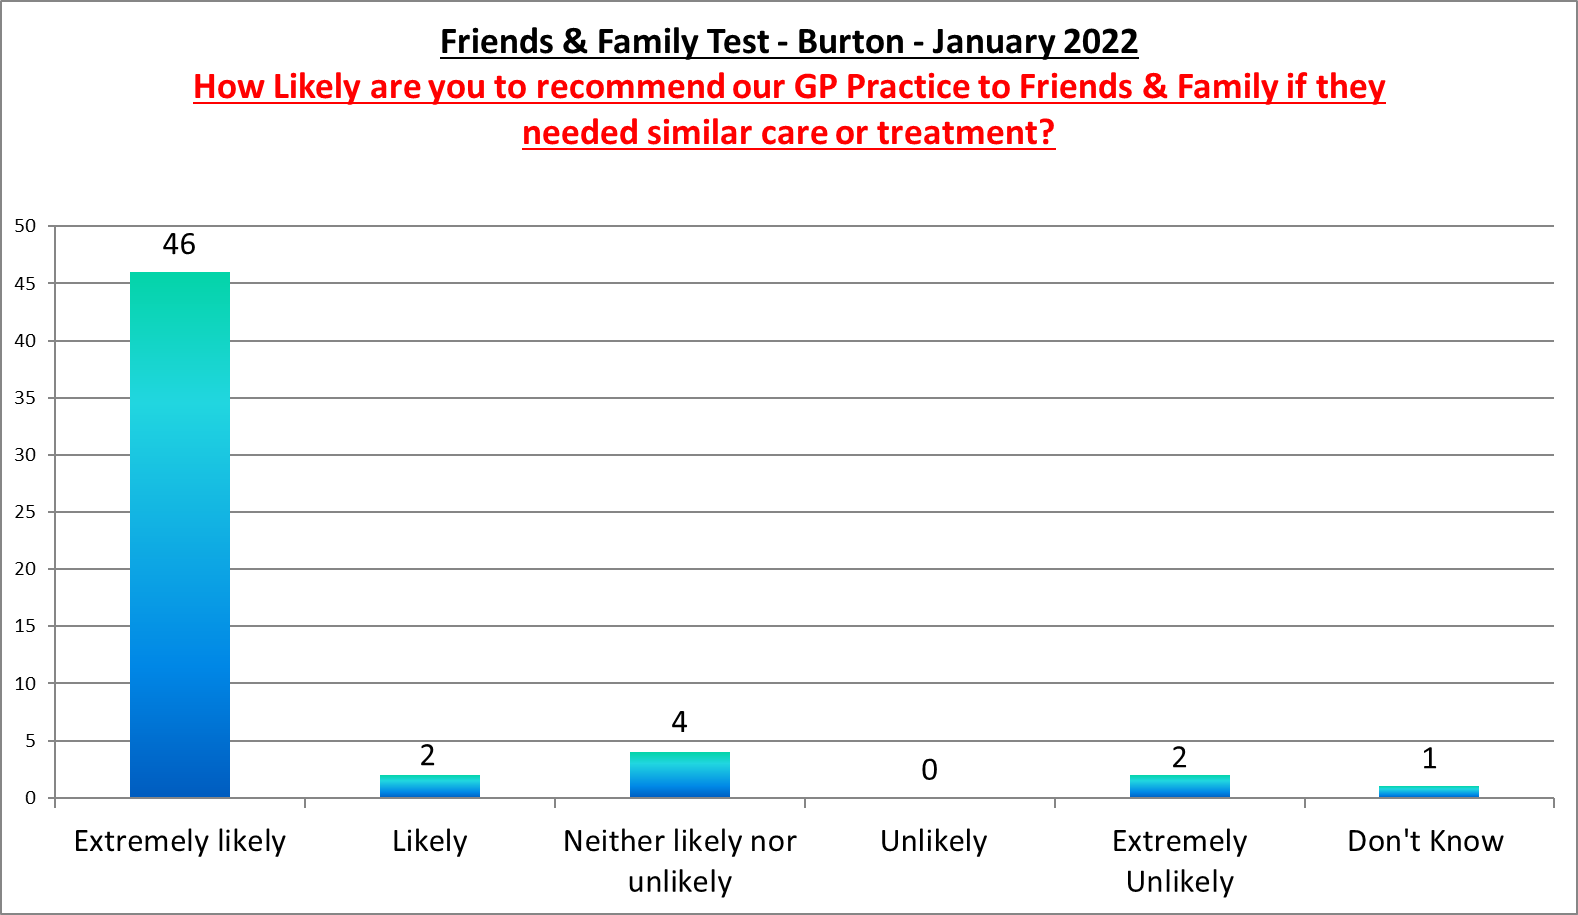 Friends & Family Test - Burton - January 2022
How Likely are you to recommend our GP Practice to Friends & Family if they
needed similar care or treatment?
50
45
40
35
30
25
20
15
10
5
0
46
2
4
0
2
1
Extremely likely
Likely
Neither likely nor
unlikely
Unlikely
Extremely
Unlikely
Don't Know